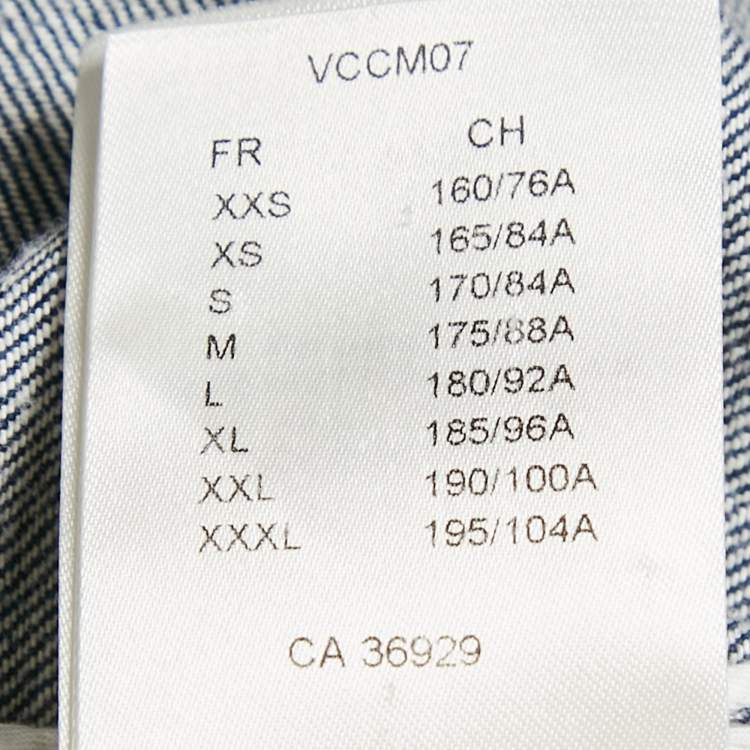 VCCM07
FR CH
XXS 160/76A
XS 165/84A
S 170/84A
M 175/88A
L 180/92A
XL 185/96A
XXL 190/100A
XXXL 195/104A
CA 36929